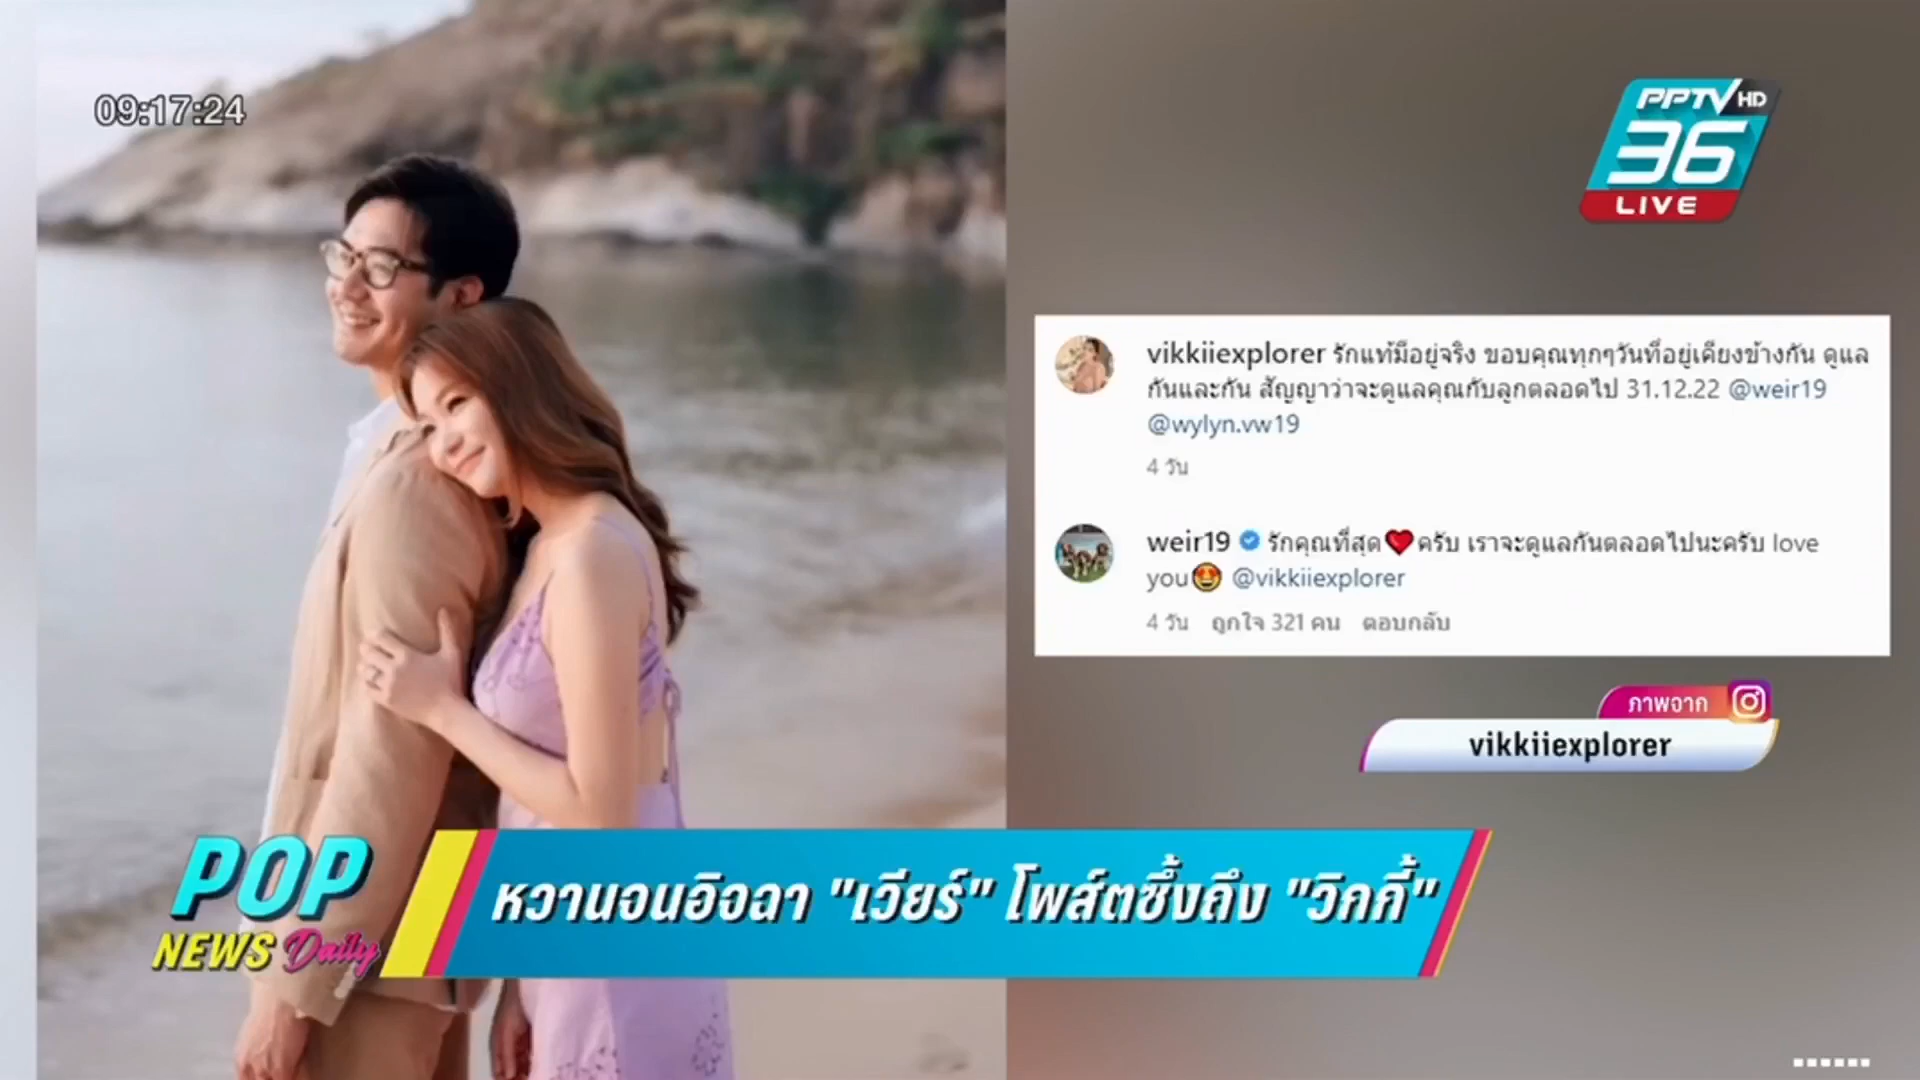 09:17:24
PPTV HD
36
LIVE
vikkiiexplorer รักแท้มีอยู่จริง ขอบคุณทุกๆวันที่อยู่เคียงข้างกัน ดูแล
กันและกัน สัญญาว่าจะดูแลคุณกับลูกตลอดไป 31.12.22 @weir19
@wylyn.vw19
4 วัน
weir19 รักคุณที่สุด❤️ครับ เราจะดูแลกันตลอดไปนะครับ love
you😍 @vikkiiexplorer
4 วัน ถูกใจ 321 คน ตอบกลับ
ภาพจาก
vikkiiexplorer
POP
NEWS Daily
หวานจนอิจฉา "เวียร์" โพส์ตซึ้งถึง "วิกกี้"